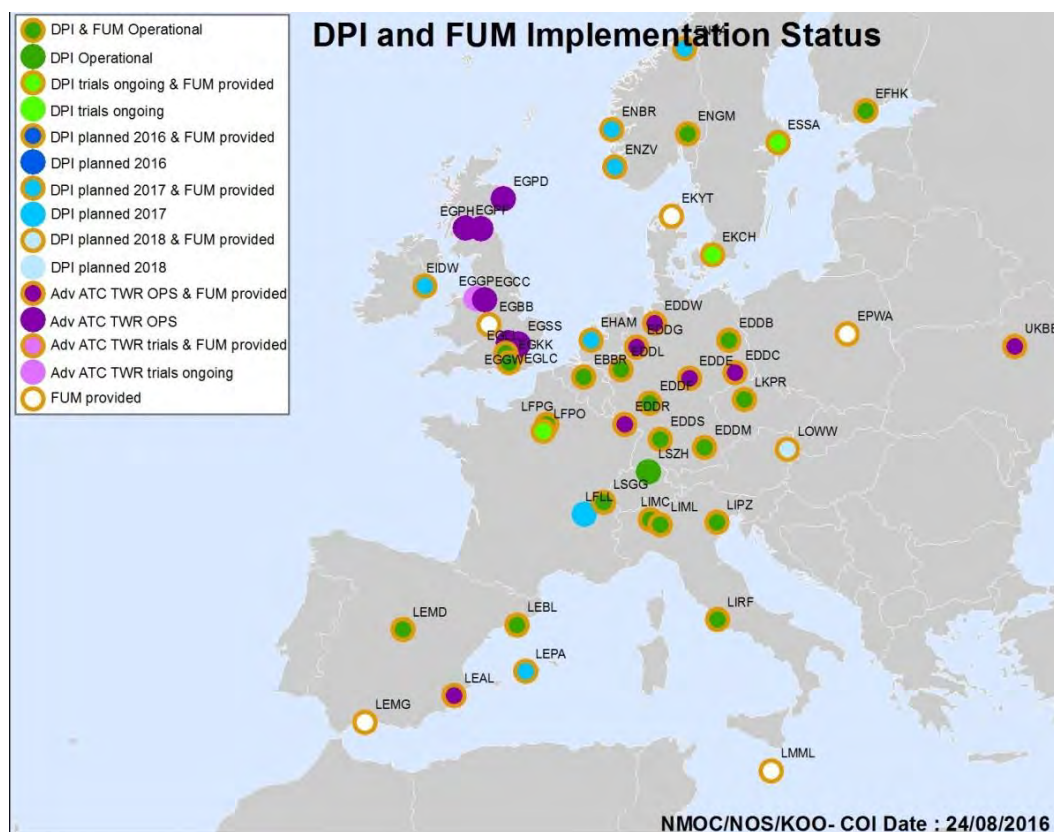 DPI and FUM Implementation Status
DPI & FUM Operational
DPI Operational
DPI trials ongoing & FUM provided
DPI trials ongoing
DPI planned 2016 & FUM provided
DPI planned 2016
DPI planned 2017 & FUM provided
DPI planned 2017
DPI planned 2018 & FUM provided
DPI planned 2018
Adv ATC TWR OPS & FUM provided
Adv ATC TWR OPS
Adv ATC TWR trials & FUM provided
Adv ATC TWR trials ongoing
FUM provided
EFHK
ENBR
ENGM
ESSA
ENZV
EGPD
EKYT
EGPH
EKCH
EIDW
EGGP
EGCC
EGBB
EDDW
EHAM
EDDG
EDDB
EPWA
UKBB
EGSS
EGKK
EGGW
EGLC
EBBR
EDDL
EDDE
EDDC
EDDF
LKPR
LFPG
LFPO
EDDR
EDDS
EDDM
LOWW
LSZH
LSGG
LFLL
LIMC
LIML
LIPZ
LEMD
LEBL
LIRF
LEPA
LEAL
LEMG
LMML
NMOC/NOS/KOO- COI Date : 24/08/2016